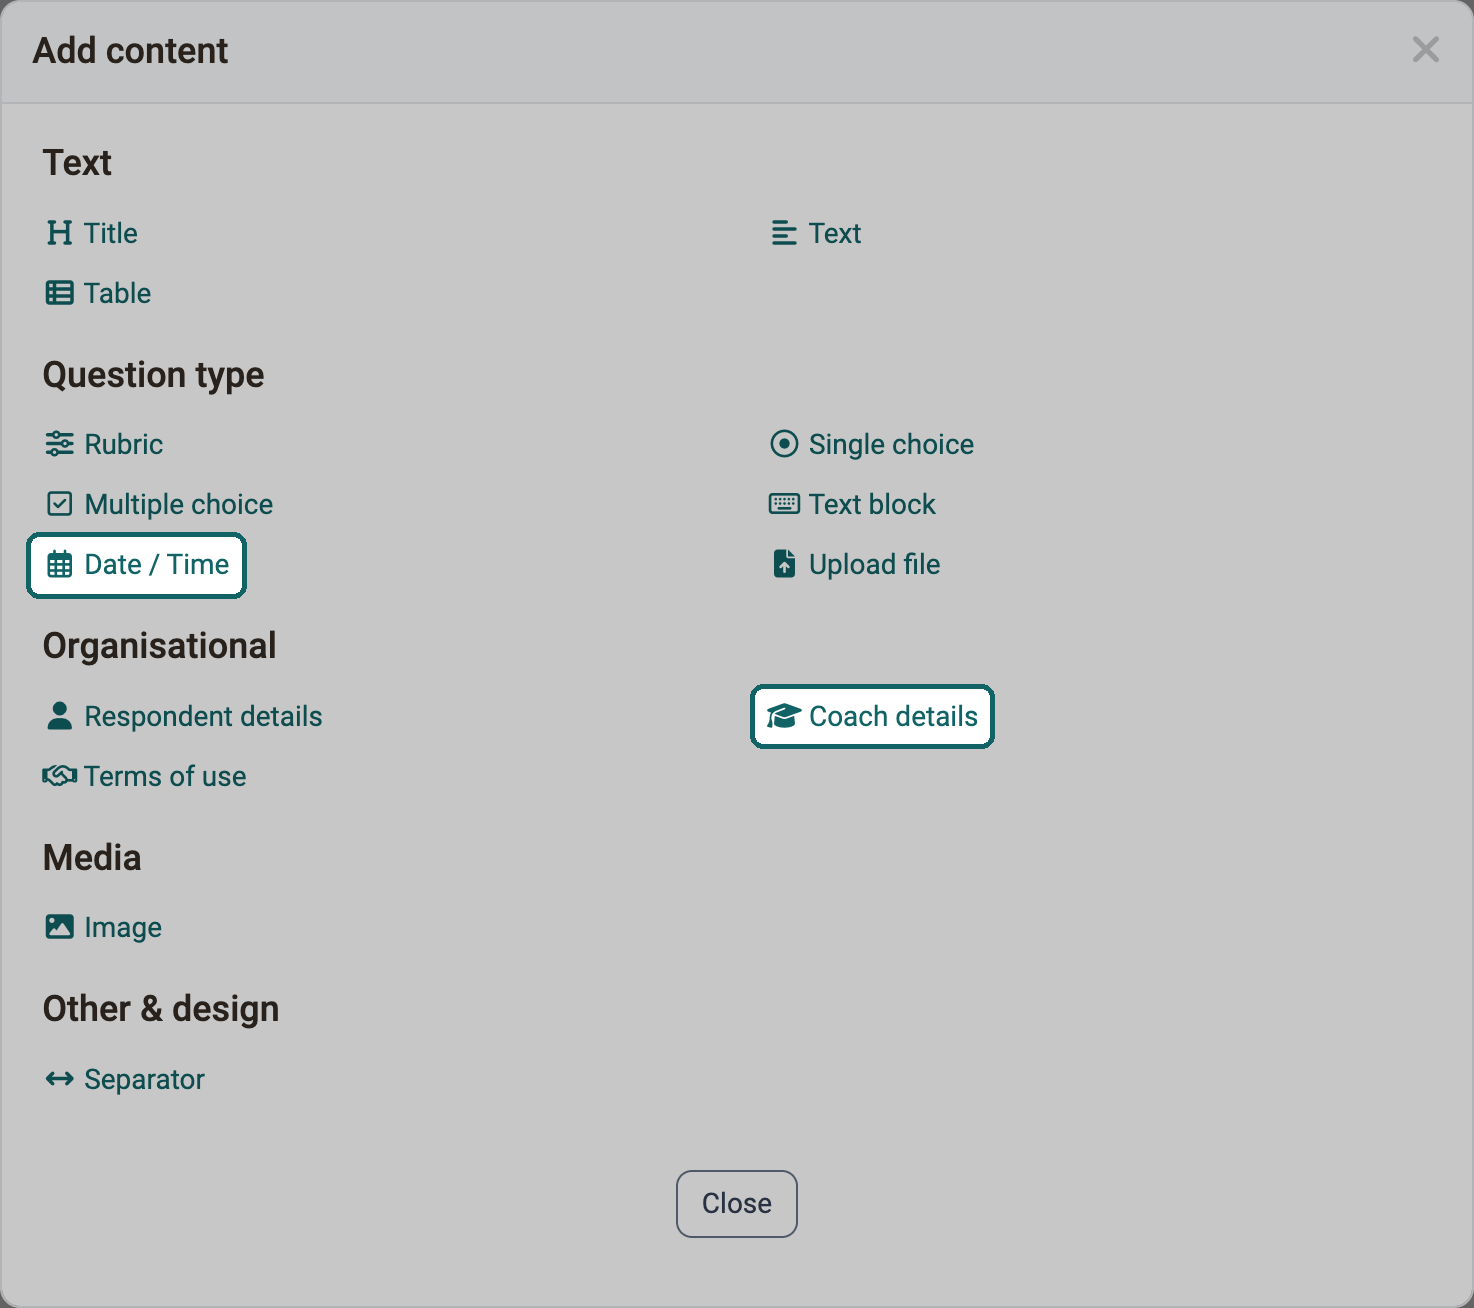 Add content
Text
Title
Text
Table
Question type
Rubric
Single choice
Multiple choice
Text block
Date / Time
Upload file
Organisational
Respondent details
Coach details
Terms of use
Media
Image
Other & design
Separator
Close